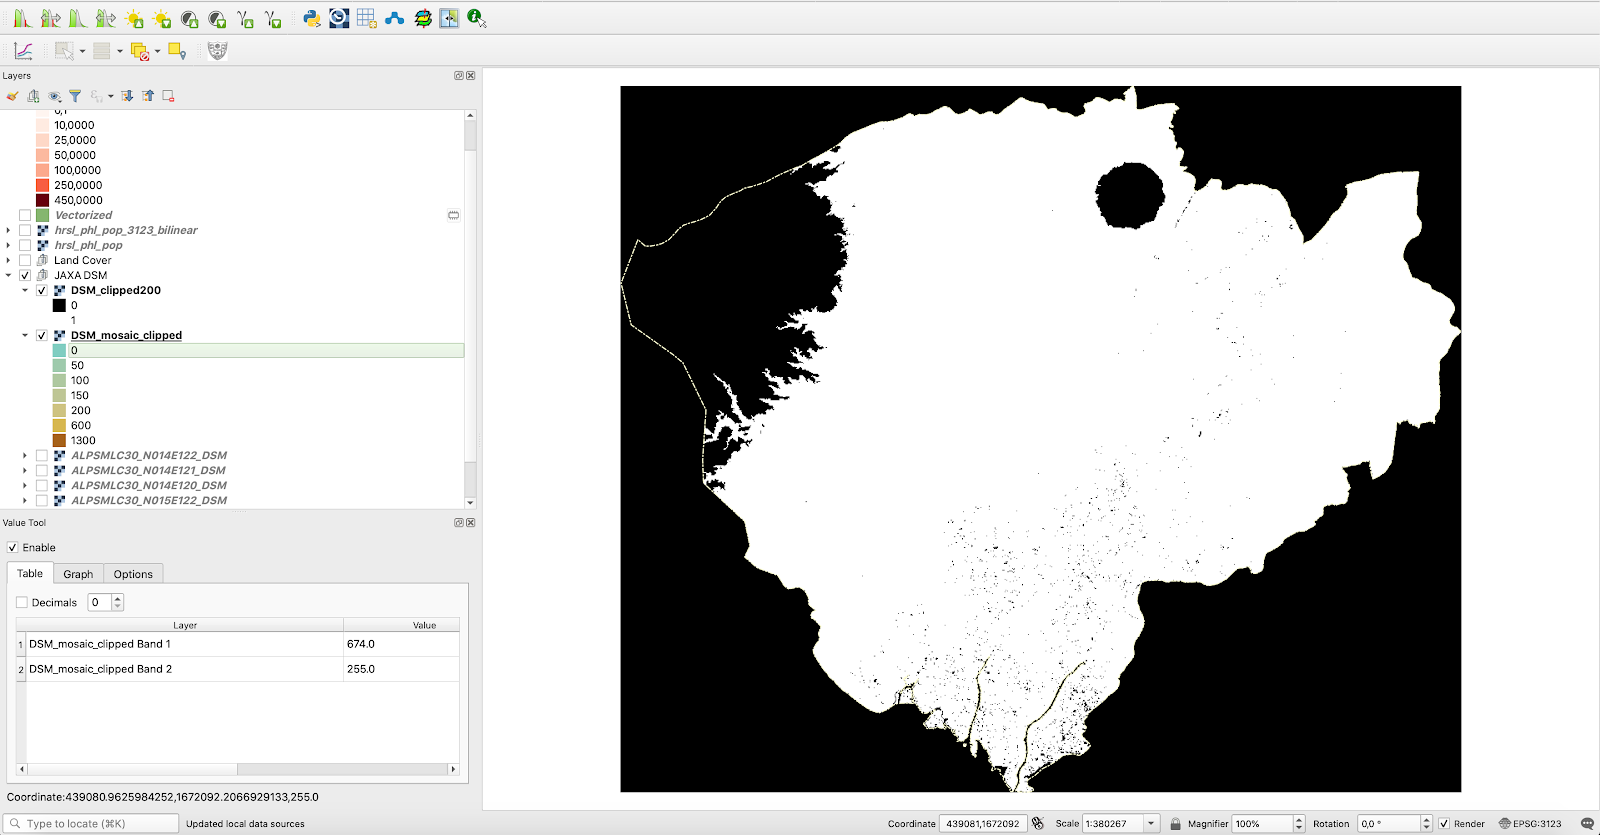 Layers
10,0000
25,0000
50,0000
100,0000
250,0000
450,0000
Vectorized
hrsl_phl_pop_3123_bilinear
hrsl_phl_pop
Land Cover
JAXA DSM
DSM_clipped200
0
1
DSM_mosaic_clipped
0
50
100
150
200
600
1300
ALPSMLC30_N014E122_DSM
ALPSMLC30_N014E121_DSM
ALPSMLC30_N014E120_DSM
ALPSMLC30_N015E122_DSM
Value Tool
Enable
Table Graph Options
Decimals 0
Layer Value
1 DSM_mosaic_clipped Band 1 674.0
2 DSM_mosaic_clipped Band 2 255.0
Coordinate:439080.9625984252,1672092.2066929133,255.0
Type to locate (⌘K) Updated local data sources Coordinate 439081,1672092 Scale 1:380267 Magnifier 100% Rotation 0,0 ° Render EPSG:3123